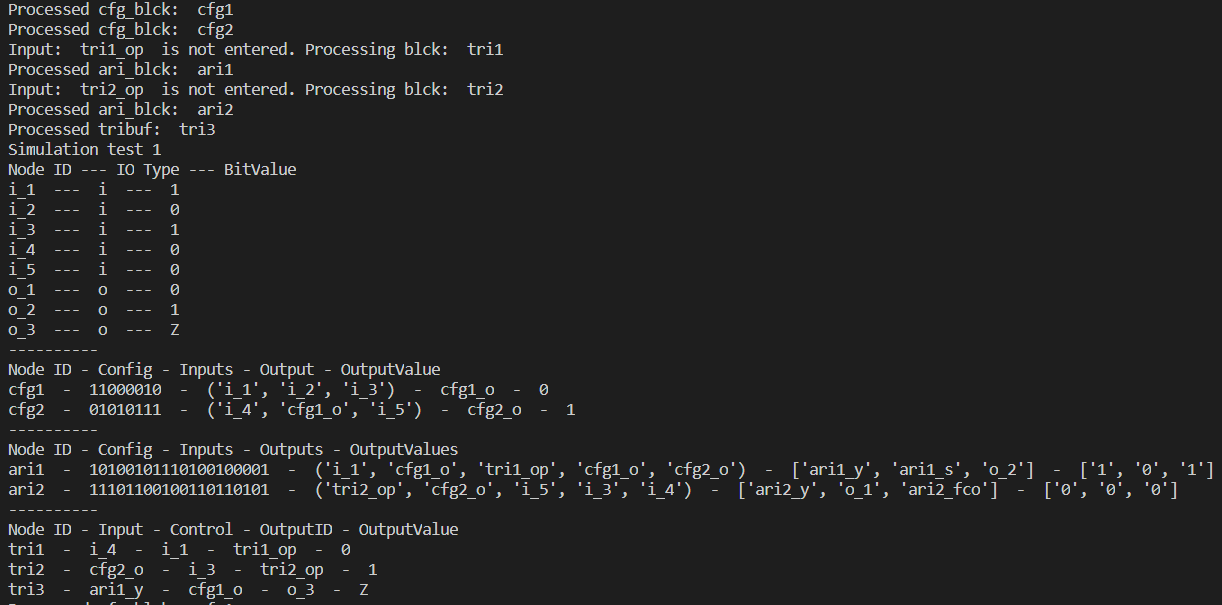 Processed cfg_blck:  cfg1
Processed cfg_blck:  cfg2
Input:  tri1_op  is not entered. Processing blck:  tri1
Processed ari_blck:  ari1
Input:  tri2_op  is not entered. Processing blck:  tri2
Processed ari_blck:  ari2
Processed tribuf:  tri3
Simulation test 1
Node ID --- IO Type --- BitValue
i_1  ---  i  ---  1
i_2  ---  i  ---  0
i_3  ---  i  ---  1
i_4  ---  i  ---  0
i_5  ---  i  ---  0
o_1  ---  o  ---  0
o_2  ---  o  ---  1
o_3  ---  o  ---  Z
----------
Node ID - Config - Inputs - Output - OutputValue
cfg1  -  11000010  -  ('i_1', 'i_2', 'i_3')  -  cfg1_o  -  0
cfg2  -  01010111  -  ('i_4', 'cfg1_o', 'i_5')  -  cfg2_o  -  1
----------
Node ID - Config - Inputs - Outputs - OutputValues
ari1  -  10100101110100100001  -  ('i_1', 'cfg1_o', 'tri1_op', 'cfg1_o', 'cfg2_o')  -  ['ari1_y', 'ari1_s', 'o_2']  -  ['1', '0', '1']
ari2  -  11101100100110110101  -  ('tri2_op', 'cfg2_o', 'i_5', 'i_3', 'i_4')  -  ['ari2_y', 'o_1', 'ari2_fco']  -  ['0', '0', '0']
----------
Node ID - Input - Control - OutputID - OutputValue
tri1  -  i_4  -  i_1  -  tri1_op  -  0
tri2  -  cfg2_o  -  i_3  -  tri2_op  -  1
tri3  -  ari1_y  -  cfg1_o  -  o_3  -  Z